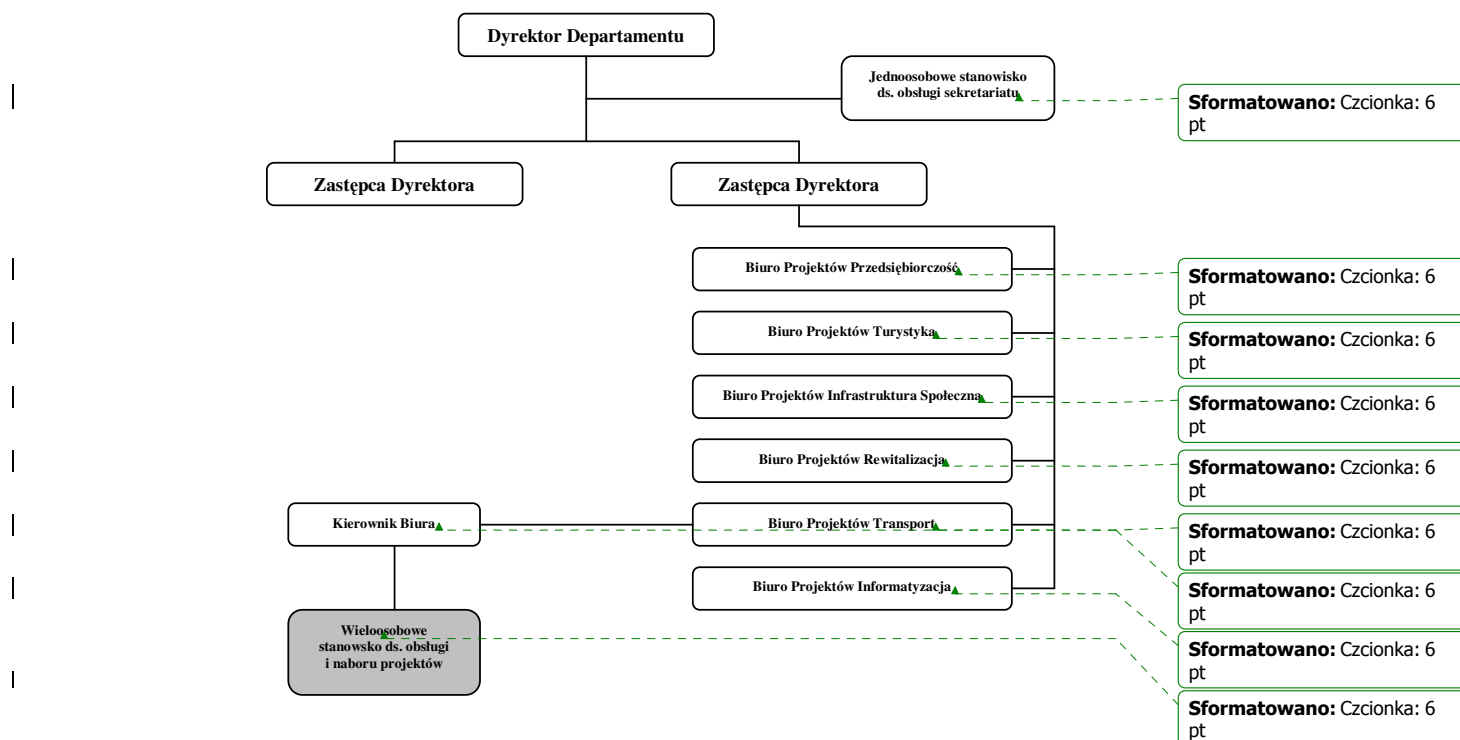 Dyrektor Departamentu
Jednoosobowe stanowisko
ds. obsługi sekretariatu
Sformatowano: Czcionka: 6
pt
Zastępca Dyrektora
Zastępca Dyrektora
Biuro Projektów Przedsiębiorczość
Sformatowano: Czcionka: 6
pt
Biuro Projektów Turystyka
Sformatowano: Czcionka: 6
pt
Biuro Projektów Infrastruktura Społeczna
Sformatowano: Czcionka: 6
pt
Biuro Projektów Rewitalizacja
Sformatowano: Czcionka: 6
pt
Kierownik Biura
Biuro Projektów Transport
Sformatowano: Czcionka: 6
pt
Biuro Projektów Informatyzacja
Sformatowano: Czcionka: 6
pt
Wieloosobowe
stanowsko ds. obsługi
i naboru projektów
Sformatowano: Czcionka: 6
pt
Sformatowano: Czcionka: 6
pt